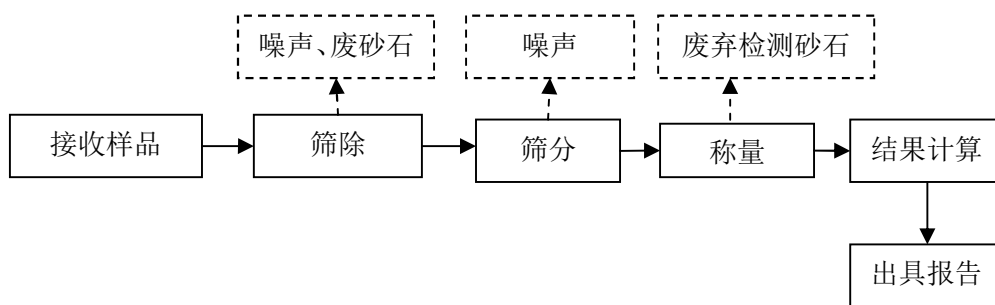 噪声、废砂石
噪声
废弃检测砂石
接收样品
筛除
筛分
称量
结果计算
出具报告